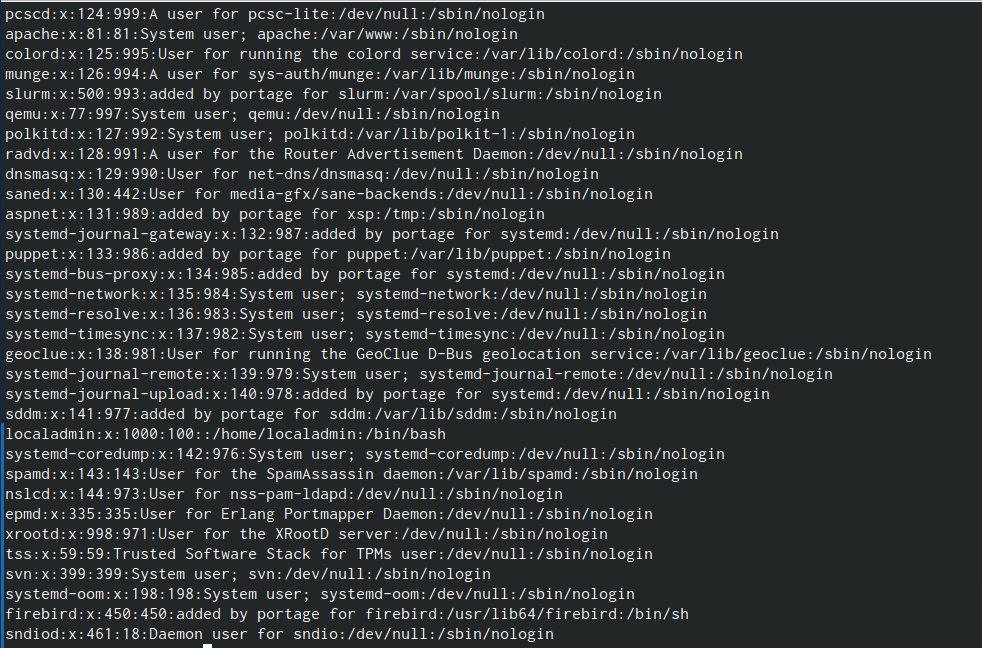 pcscd:x:124:999:A user for pcsc-lite:/dev/null:/sbin/nologin
apache:x:81:81:System user; apache:/var/www:/sbin/nologin
colord:x:125:995:User for running the colord service:/var/lib/colord:/sbin/nologin
munge:x:126:994:A user for sys-auth/munge:/var/lib/munge:/sbin/nologin
slurm:x:500:993:added by portage for slurm:/var/spool/slurm:/sbin/nologin
qemu:x:77:997:System user; qemu:/dev/null:/sbin/nologin
polkitd:x:127:992:System user; polkitd:/var/lib/polkit-1:/sbin/nologin
radvd:x:128:991:A user for the Router Advertisement Daemon:/dev/null:/sbin/nologin
dnsmasq:x:129:990:User for net-dns/dnsmasq:/dev/null:/sbin/nologin
saned:x:130:442:User for media-gfx/sane-backends:/dev/null:/sbin/nologin
aspnet:x:131:989:added by portage for xsp:/tmp:/sbin/nologin
systemd-journal-gateway:x:132:987:added by portage for systemd:/dev/null:/sbin/nologin
puppet:x:133:986:added by portage for puppet:/var/lib/puppet:/sbin/nologin
systemd-bus-proxy:x:134:985:added by portage for systemd:/dev/null:/sbin/nologin
systemd-network:x:135:984:System user; systemd-network:/dev/null:/sbin/nologin
systemd-resolve:x:136:983:System user; systemd-resolve:/dev/null:/sbin/nologin
systemd-timesync:x:137:982:System user; systemd-timesync:/dev/null:/sbin/nologin
geoclue:x:138:981:User for running the GeoClue D-Bus geolocation service:/var/lib/geoclue:/sbin/nologin
systemd-journal-remote:x:139:979:System user; systemd-journal-remote:/dev/null:/sbin/nologin
systemd-journal-upload:x:140:978:added by portage for systemd:/dev/null:/sbin/nologin
sddm:x:141:977:added by portage for sddm:/var/lib/sddm:/sbin/nologin
localadmin:x:1000:100::/home/localadmin:/bin/bash
systemd-coredump:x:142:976:System user; systemd-coredump:/dev/null:/sbin/nologin
spamd:x:143:143:User for the SpamAssassin daemon:/var/lib/spamd:/sbin/nologin
nslcd:x:144:973:User for nss-pam-ldapd:/dev/null:/sbin/nologin
epmd:x:335:335:User for Erlang Portmapper Daemon:/dev/null:/sbin/nologin
xrootd:x:998:971:User for the XRootD server:/dev/null:/sbin/nologin
tss:x:59:59:Trusted Software Stack for TPMs user:/dev/null:/sbin/nologin
svn:x:399:399:System user; svn:/dev/null:/sbin/nologin
systemd-oom:x:198:198:System user; systemd-oom:/dev/null:/sbin/nologin
firebird:x:450:450:added by portage for firebird:/usr/lib64/firebird:/bin/sh
sndiod:x:461:18:Daemon user for sndio:/dev/null:/sbin/nologin